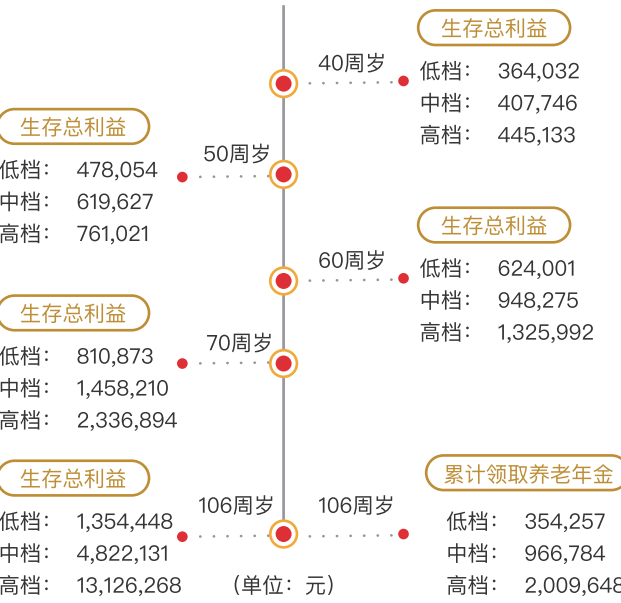 40周岁
生存总利益
低档： 364,032
中档： 407,746
高档： 445,133
50周岁
生存总利益
低档： 478,054
中档： 619,627
高档： 761,021
60周岁
生存总利益
低档： 624,001
中档： 948,275
高档： 1,325,992
70周岁
生存总利益
低档： 810,873
中档： 1,458,210
高档： 2,336,894
106周岁
生存总利益
低档： 1,354,448
中档： 4,822,131
高档： 13,126,268
106周岁
累计领取养老年金
低档： 354,257
中档： 966,784
高档： 2,009,648
（单位：元）